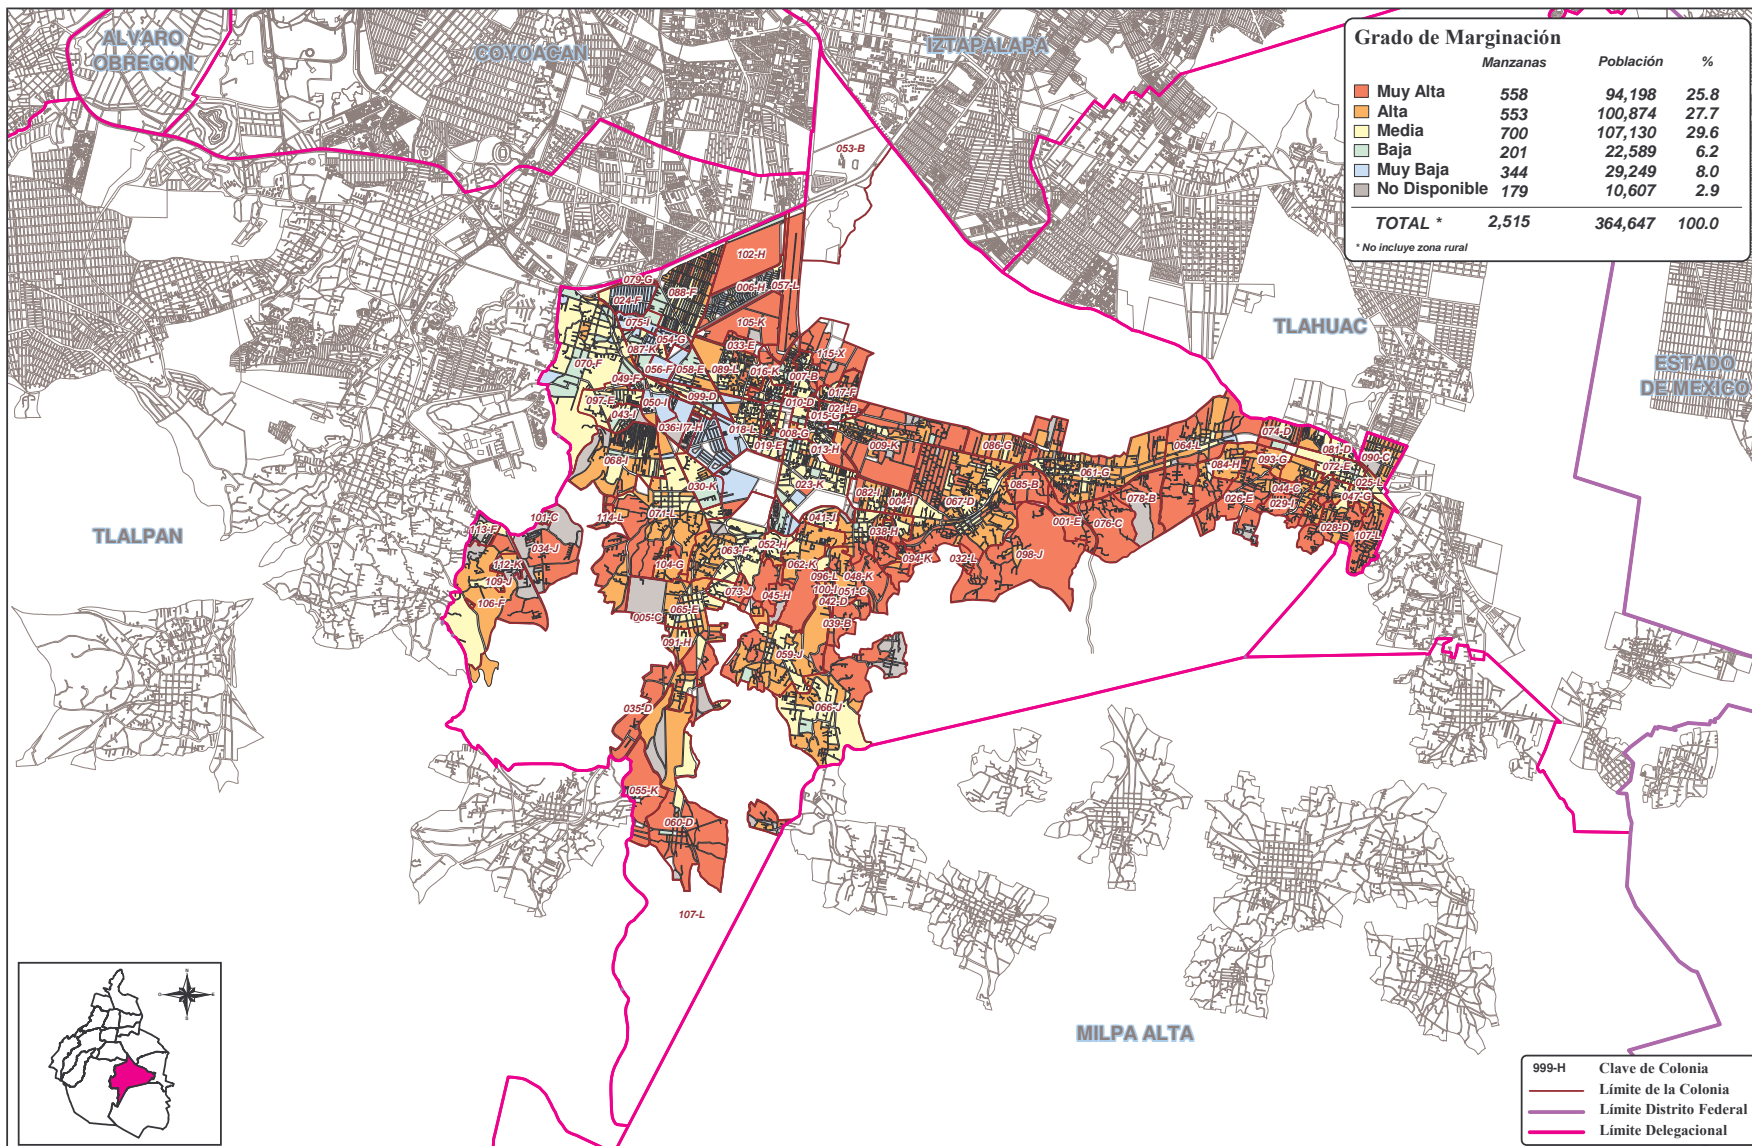 ALVARO
OBREGON
COYOACAN
IZTAPALAPA
TLAHUAC
ESTADO
DE MEXICO
TLALPAN
MILPA ALTA
Grado de Marginación
Manzanas Población %
Muy Alta 558 94,198 25.8
Alta 553 100,874 27.7
Media 700 107,130 29.6
Baja 201 22,589 6.2
Muy Baja 344 29,249 8.0
No Disponible 179 10,607 2.9
TOTAL * 2,515 364,647 100.0
* No incluye zona rural
053-B
102-H
079-G
024-F
088-F
006-H
057-L
075-I
105-K
054-G
033-E
115-X
087-K
070-F
056-F
058-E
089-L
016-K
007-B
049-F
017-F
097-E
050-I
099-D
010-D
021-B
043-I
015-G
036-I
7-H
018-L
008-G
019-E
013-H
009-K
086-G
064-L
074-D
081-D
090-C
068-I
084-H
093-G
072-E
061-G
030-K
023-K
082-I
004-J
067-D
085-B
078-B
026-E
044-C
029-I
025-L
047-G
113-F
101-C
114-L
071-L
041-J
038-H
001-E
076-C
028-D
107-L
034-J
063-F
052-H
094-K
032-L
098-J
112-K
109-J
104-G
062-K
096-L
048-K
106-F
073-J
045-H
100-I
051-C
042-D
005-C
065-E
039-B
091-H
059-J
035-D
066-J
055-K
060-D
107-L
999-H Clave de Colonia
Límite de la Colonia
Límite Distrito Federal
Límite Delegacional